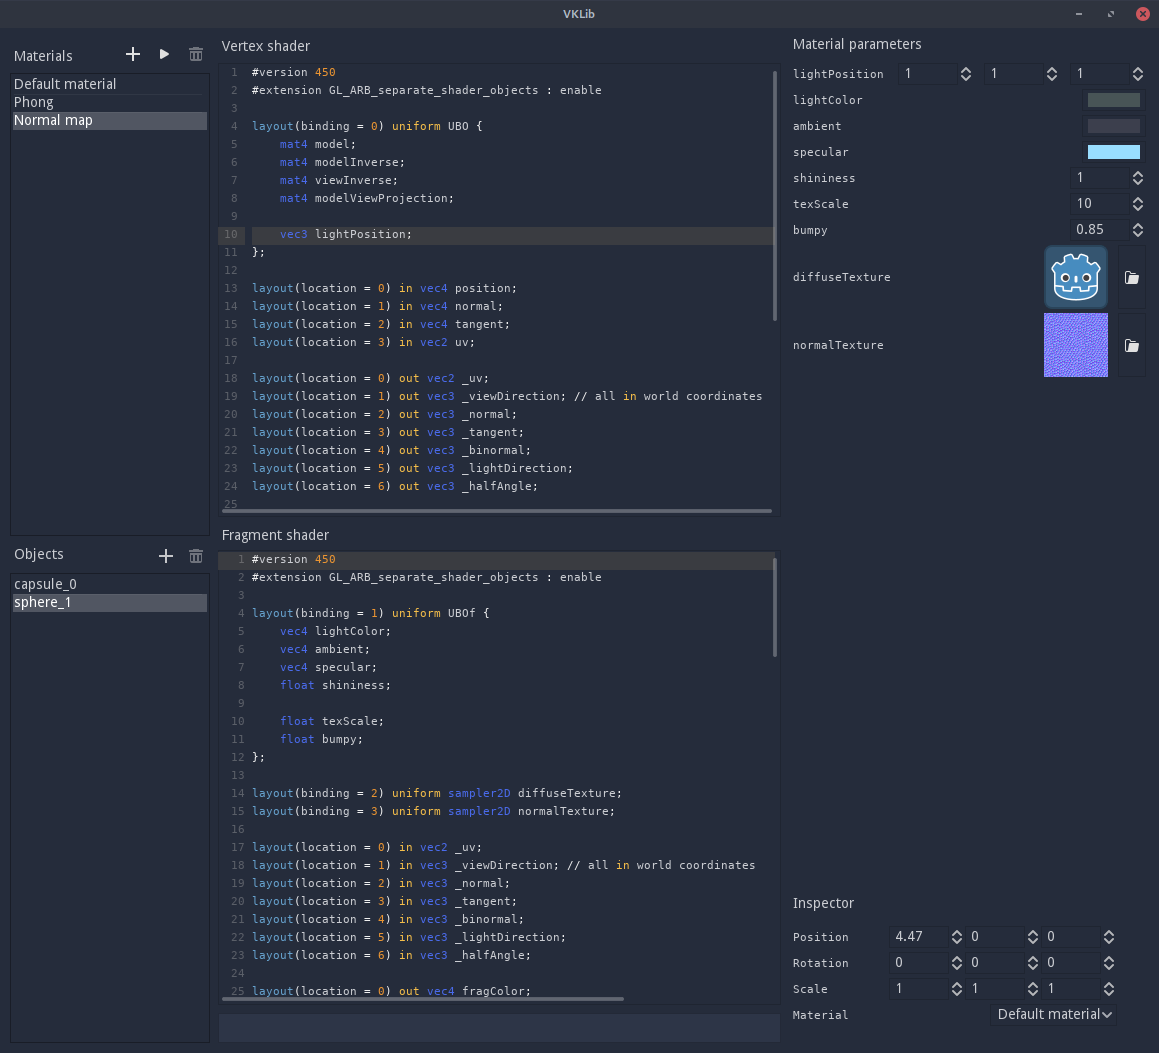 VKLib
Materials
Default material
Phong
Normal map
Objects
capsule_0
sphere_1
Vertex shader
1 #version 450
2 #extension GL_ARB_separate_shader_objects : enable
3
4 layout(binding = 0) uniform UBO {
5 mat4 model;
6 mat4 modelInverse;
7 mat4 viewInverse;
8 mat4 modelViewProjection;
9
10 vec3 lightPosition;
11 };
12
13 layout(location = 0) in vec4 position;
14 layout(location = 1) in vec4 normal;
15 layout(location = 2) in vec4 tangent;
16 layout(location = 3) in vec2 uv;
17
18 layout(location = 0) out vec2 _uv;
19 layout(location = 1) out vec3 _viewDirection; // all in world coordinates
20 layout(location = 2) out vec3 _normal;
21 layout(location = 3) out vec3 _tangent;
22 layout(location = 4) out vec3 _binormal;
23 layout(location = 5) out vec3 _lightDirection;
24 layout(location = 6) out vec3 _halfAngle;
25
Fragment shader
1 #version 450
2 #extension GL_ARB_separate_shader_objects : enable
3
4 layout(binding = 1) uniform UBOf {
5 vec4 lightColor;
6 vec4 ambient;
7 vec4 specular;
8 float shininess;
9
10 float texScale;
11 float bumpy;
12 };
13
14 layout(binding = 2) uniform sampler2D diffuseTexture;
15 layout(binding = 3) uniform sampler2D normalTexture;
16
17 layout(location = 0) in vec2 _uv;
18 layout(location = 1) in vec3 _viewDirection; // all in world coordinates
19 layout(location = 2) in vec3 _normal;
20 layout(location = 3) in vec3 _tangent;
21 layout(location = 4) in vec3 _binormal;
22 layout(location = 5) in vec3 _lightDirection;
23 layout(location = 6) in vec3 _halfAngle;
24
25 layout(location = 0) out vec4 fragColor;
Material parameters
lightPosition 1 1 1
lightColor
ambient
specular
shininess 1
texScale 10
bumpy 0.85
diffuseTexture
normalTexture
Inspector
Position 4.47 0 0
Rotation 0 0 0
Scale 1 1 1
Material Default material